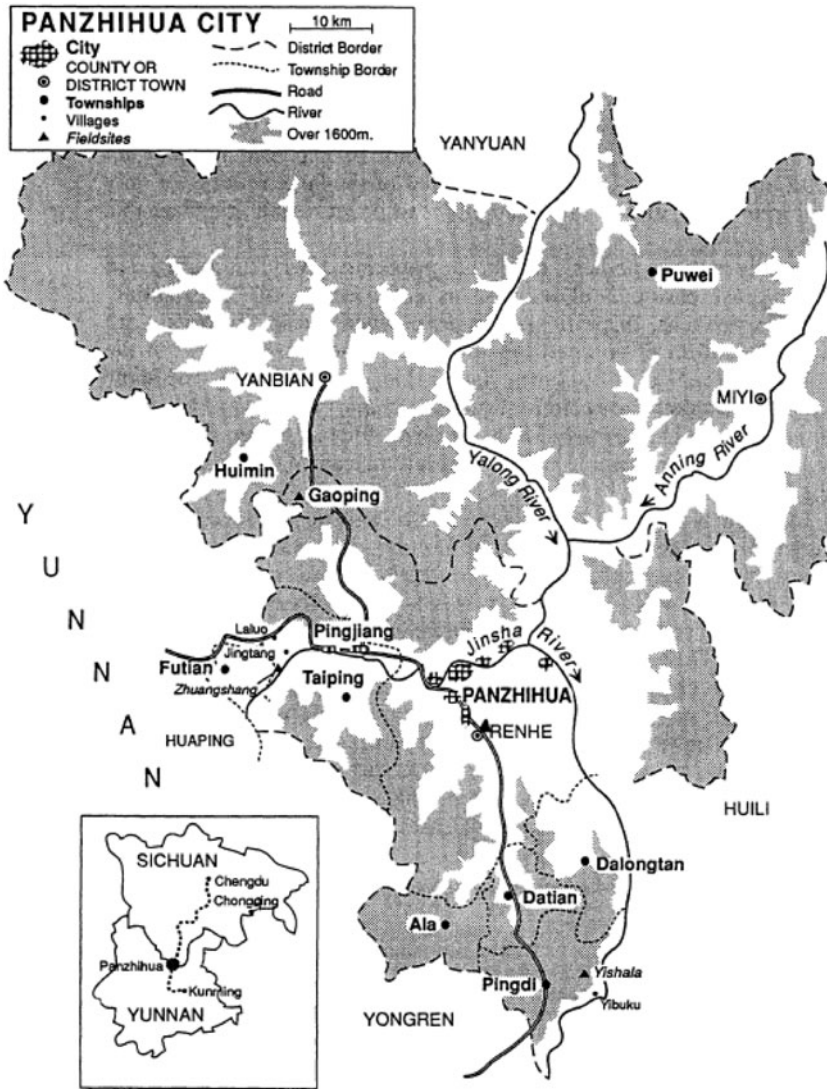 PANZHIHUA CITY
10 km
City
COUNTY OR
DISTRICT TOWN
Townships
Villages
Fieldsites
District Border
Township Border
Road
River
Over 1600m.
YANYUAN
Puwei
YANBIAN
MIYI
Huimin
Yalong River
Anning River
Gaoping
YUNNAN
Laluo
Pingjiang
Jinsha River
Jingtang
Futian
Zhuangshang
Taiping
PANZHIHUA
RENHE
HUAPING
HUILI
Dalongtan
Datian
Ala
Yishala
Pingdi
Yibuku
YONGREN
SICHUAN
Chengdu
Chongqing
Panzhihua
Kunming
YUNNAN